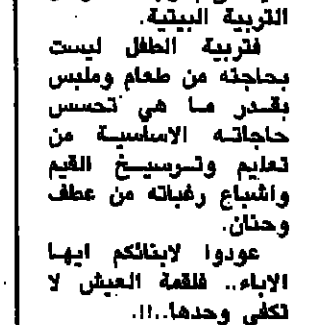 التربية البيتية.
فتربية الطفل ليست
بحاجته من طعام وملبس
بقدر ما هي تحسس
حاجاته الاساسية من
تعليم وترسيخ القيم
واشباع رغباته من عطف
وحنان.
عودوا لابنائكم ايها
الاباء.. فلقمة العيش لا
تكفي وحدها..!!.